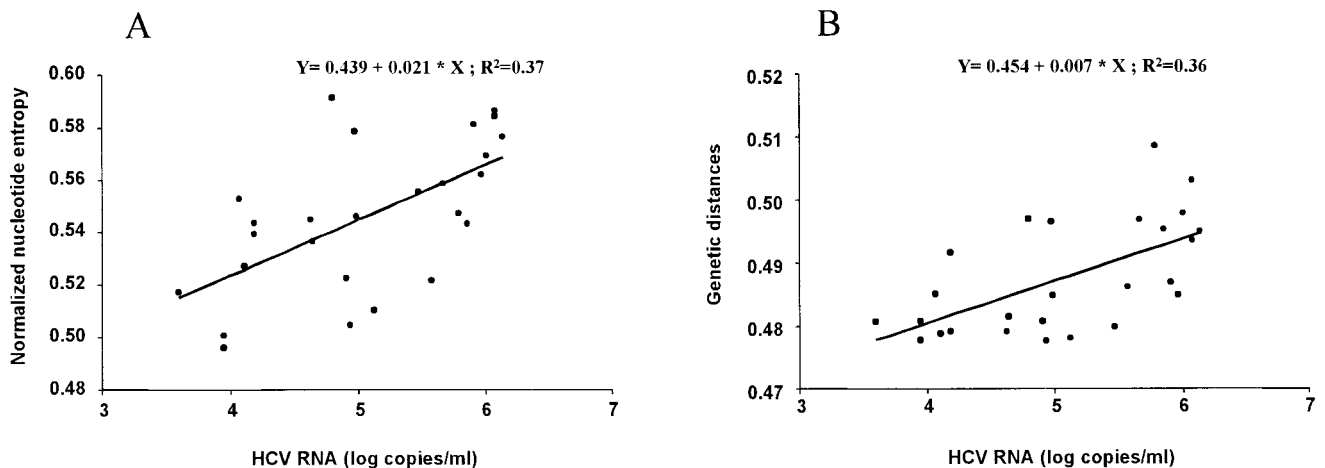 A
Y= 0.439 + 0.021 * X ; R²=0.37
Normalized nucleotide entropy
0.60
0.58
0.56
0.54
0.52
0.50
0.48
3 4 5 6 7
HCV RNA (log copies/ml)
B
Y= 0.454 + 0.007 * X ; R²=0.36
Genetic distances
0.52
0.51
0.50
0.49
0.48
0.47
3 4 5 6 7
HCV RNA (log copies/ml)